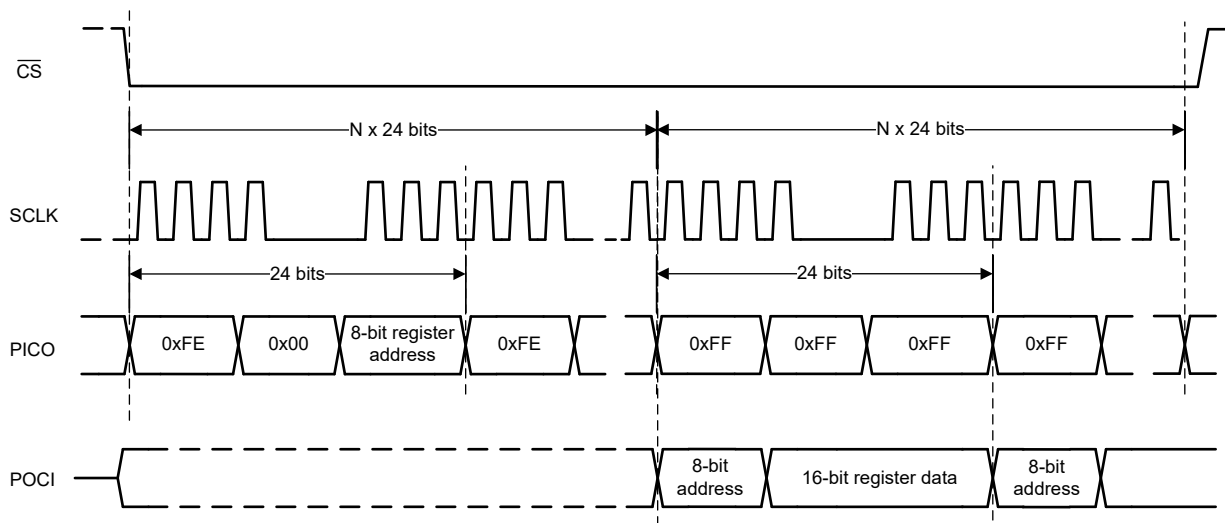 CS
N x 24 bits
N x 24 bits
SCLK
24 bits
24 bits
PICO
0xFE
0x00
8-bit register
address
0xFE
0xFF
0xFF
0xFF
0xFF
POCI
8-bit
address
16-bit register data
8-bit
address